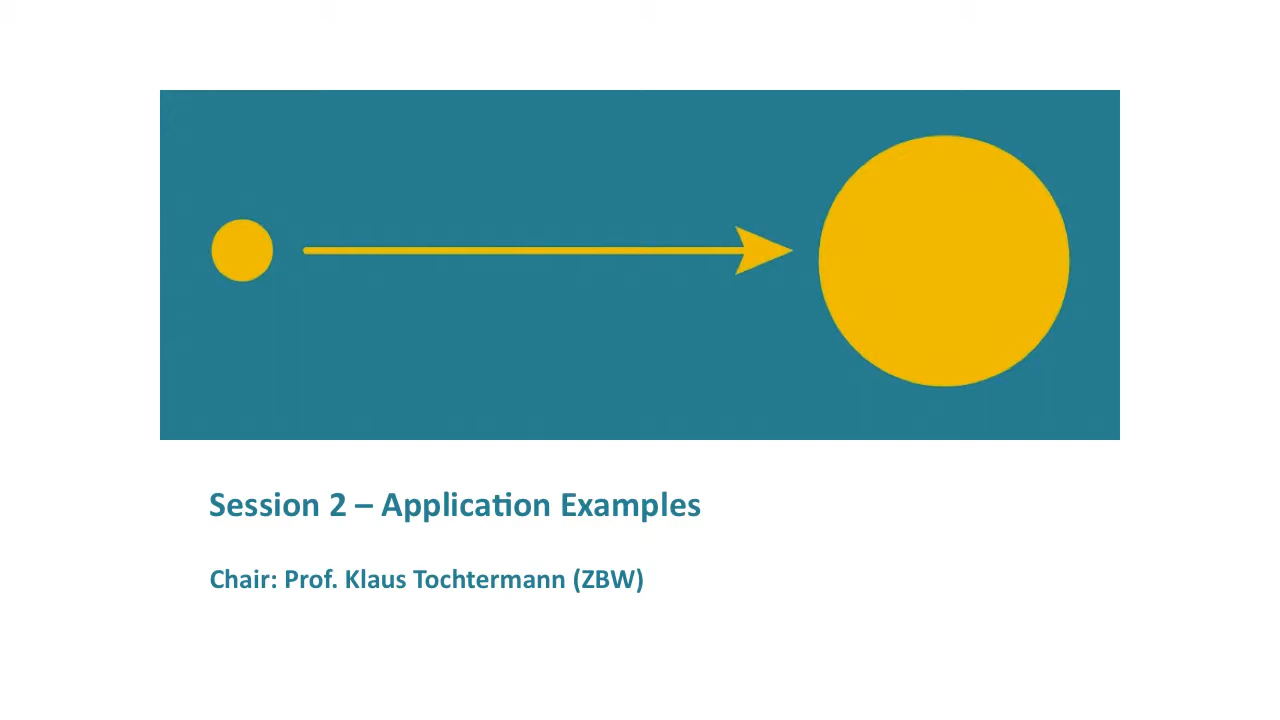 Session 2 – Application Examples
Chair: Prof. Klaus Tochtermann (ZBW)